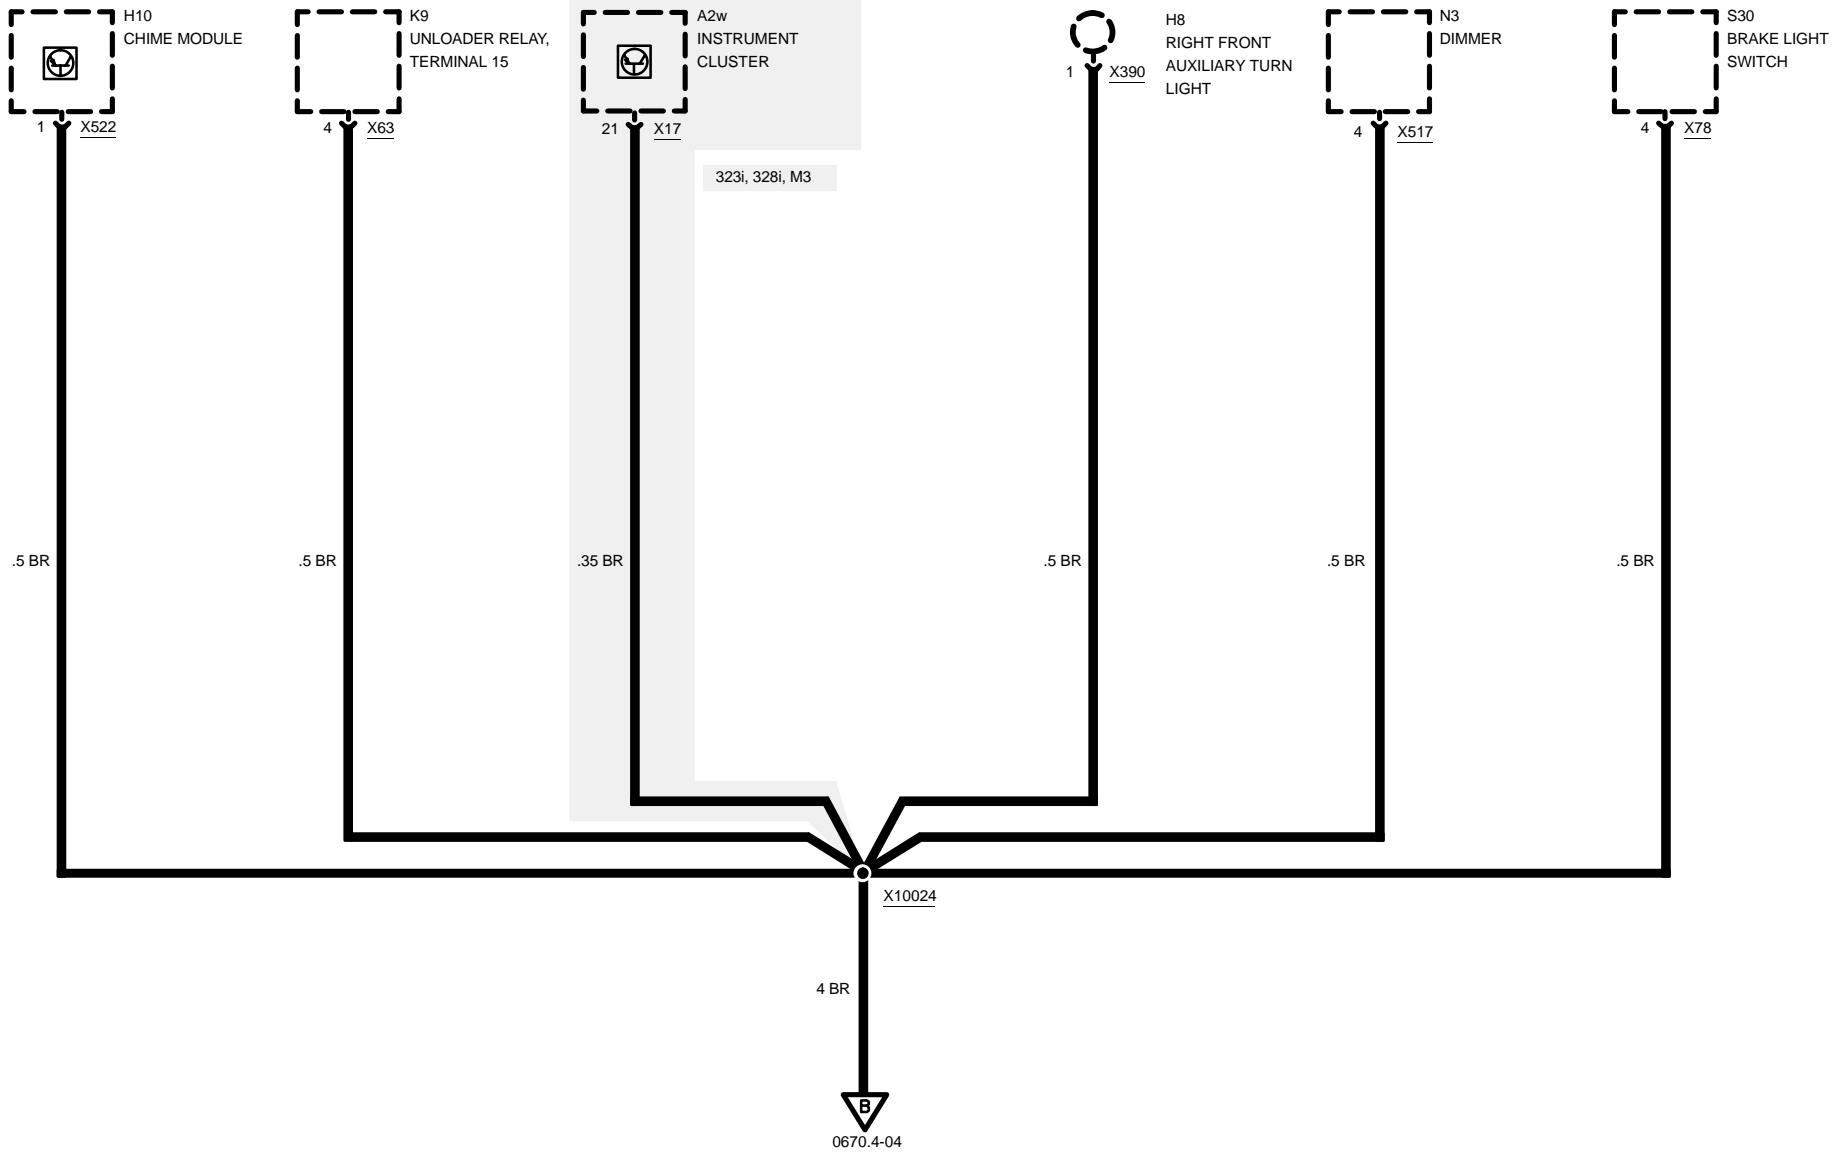 H10
CHIME MODULE
K9
UNLOADER RELAY,
TERMINAL 15
A2w
INSTRUMENT
CLUSTER
H8
RIGHT FRONT
AUXILIARY TURN
LIGHT
N3
DIMMER
S30
BRAKE LIGHT
SWITCH
1 X522
4 X63
21 X17
1 X390
4 X517
4 X78
323i, 328i, M3
.5 BR
.5 BR
.35 BR
.5 BR
.5 BR
.5 BR
X10024
4 BR
B
0670.4-04